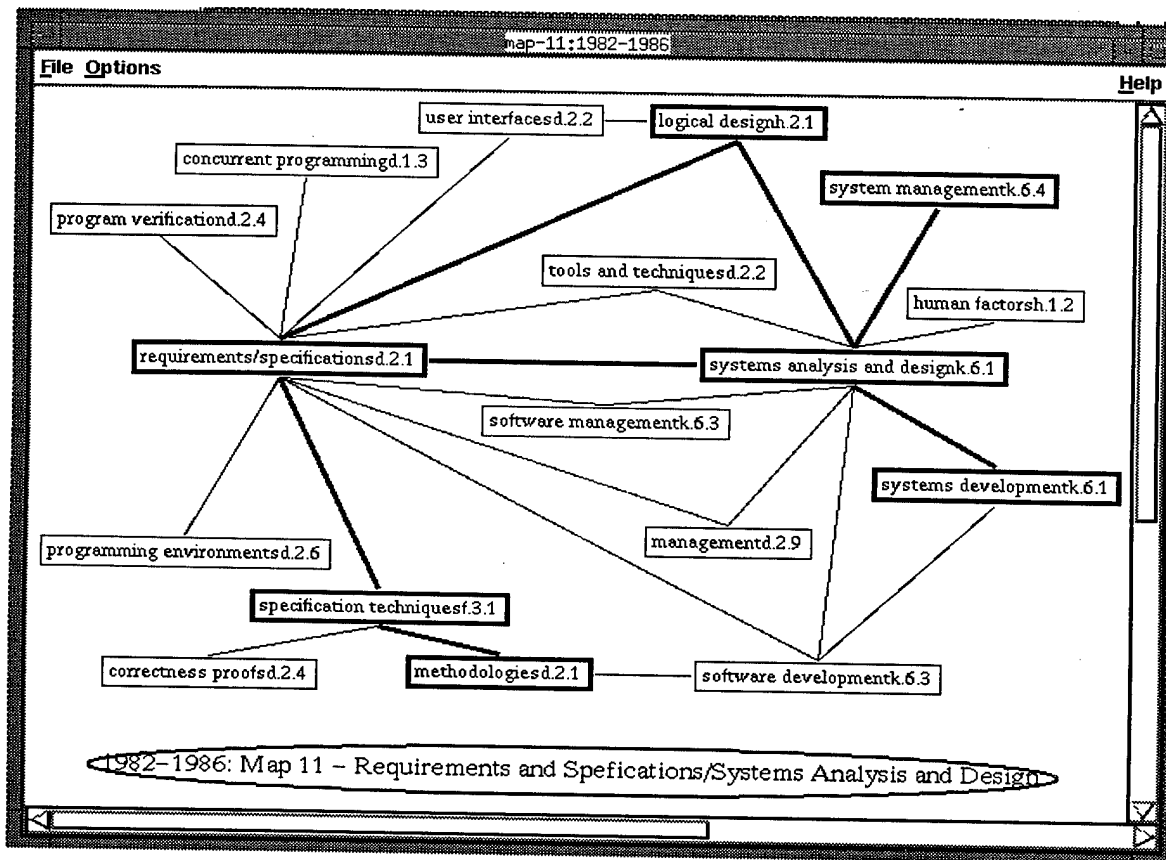 map-11:1982-1986
File Options
Help
user interfacesd.2.2
logical designh.2.1
concurrent programmingd.1.3
system managementk.6.4
program verificationd.2.4
tools and techniquesd.2.2
human factorsh.1.2
requirements/specificationsd.2.1
systems analysis and designk.6.1
software managementk.6.3
systems developmentk.6.1
programming environmentsd.2.6
managementd.2.9
specification techniquesf.3.1
correctness proofsd.2.4
methodologiesd.2.1
software developmentk.6.3
1982-1986: Map 11 - Requirements and Spefications/Systems Analysis and Design